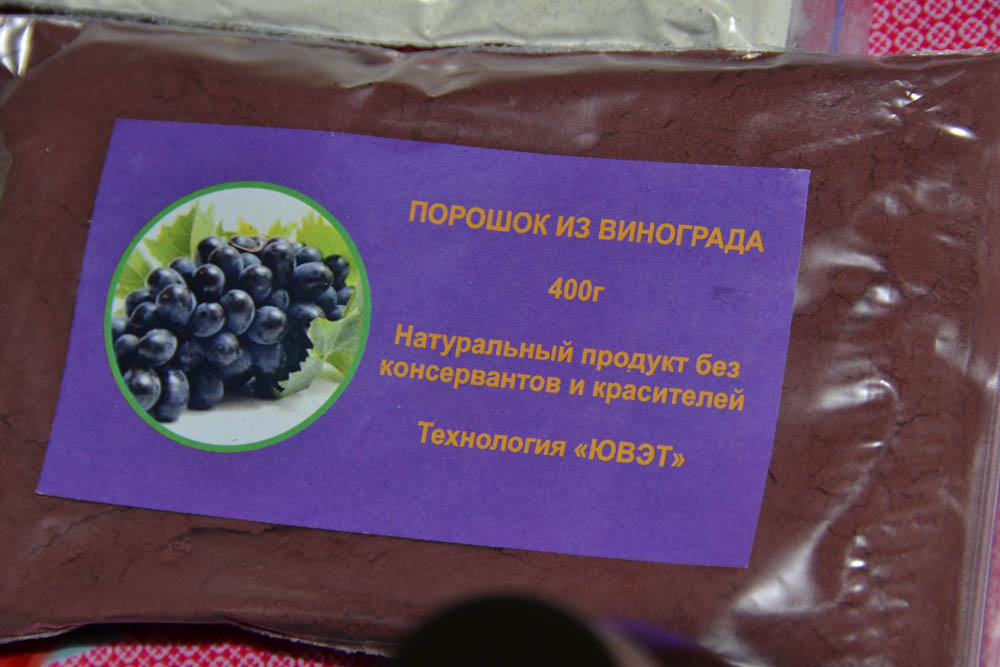 ПОРОШОК ИЗ ВИНОГРАДА
400г
Натуральный продукт без
консервантов и красителей
Технология «ЮВЭТ»